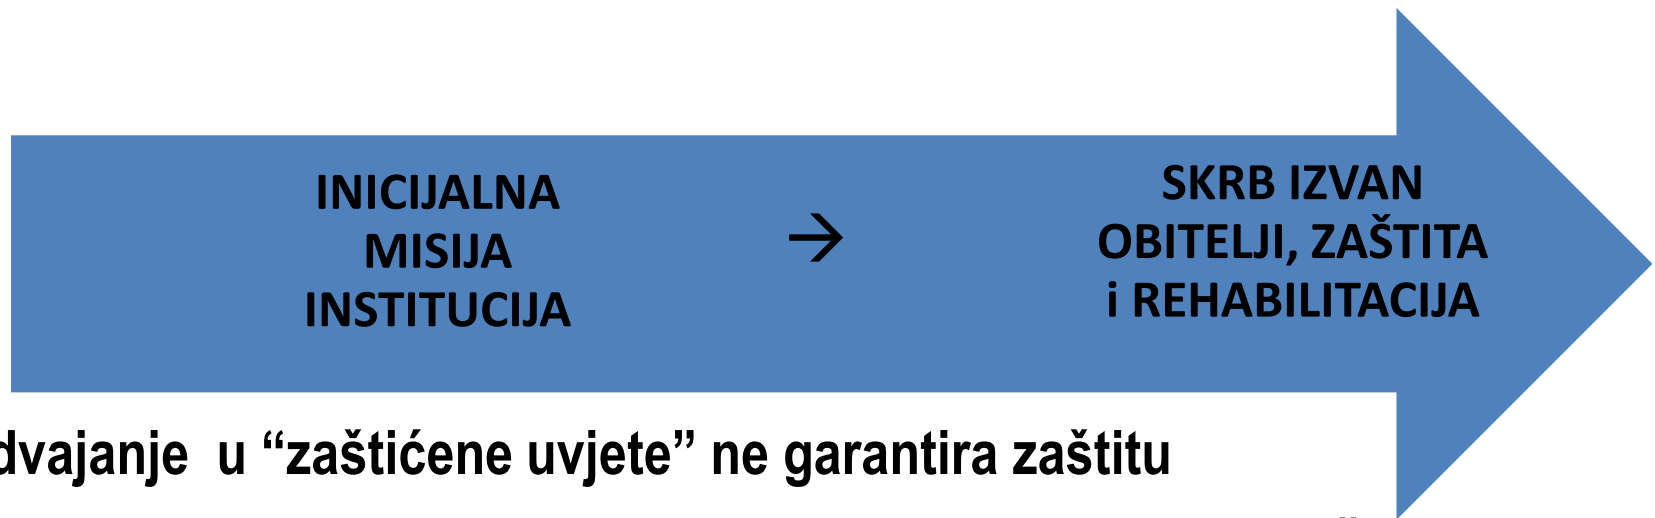 INICIJALNA
MISIJA
INSTITUCIJA
→
SKRB IZVAN
OBITELJI, ZAŠTITA
i REHABILITACIJA
dvajanje u “zaštićene uvjete” ne garantira zaštitu